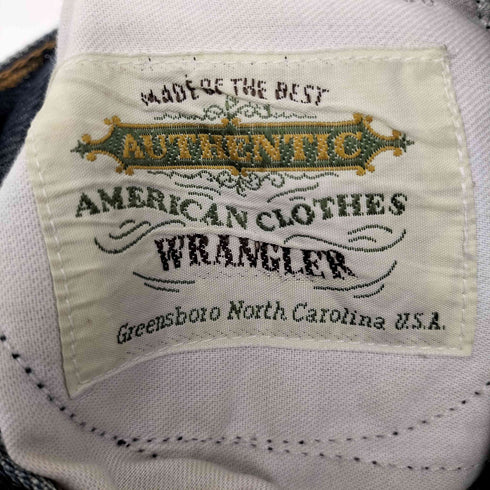 MADE OF THE BEST
AUTHENTIC
AMERICAN CLOTHES
WRANGLER
Greensboro North Carolina U.S.A.